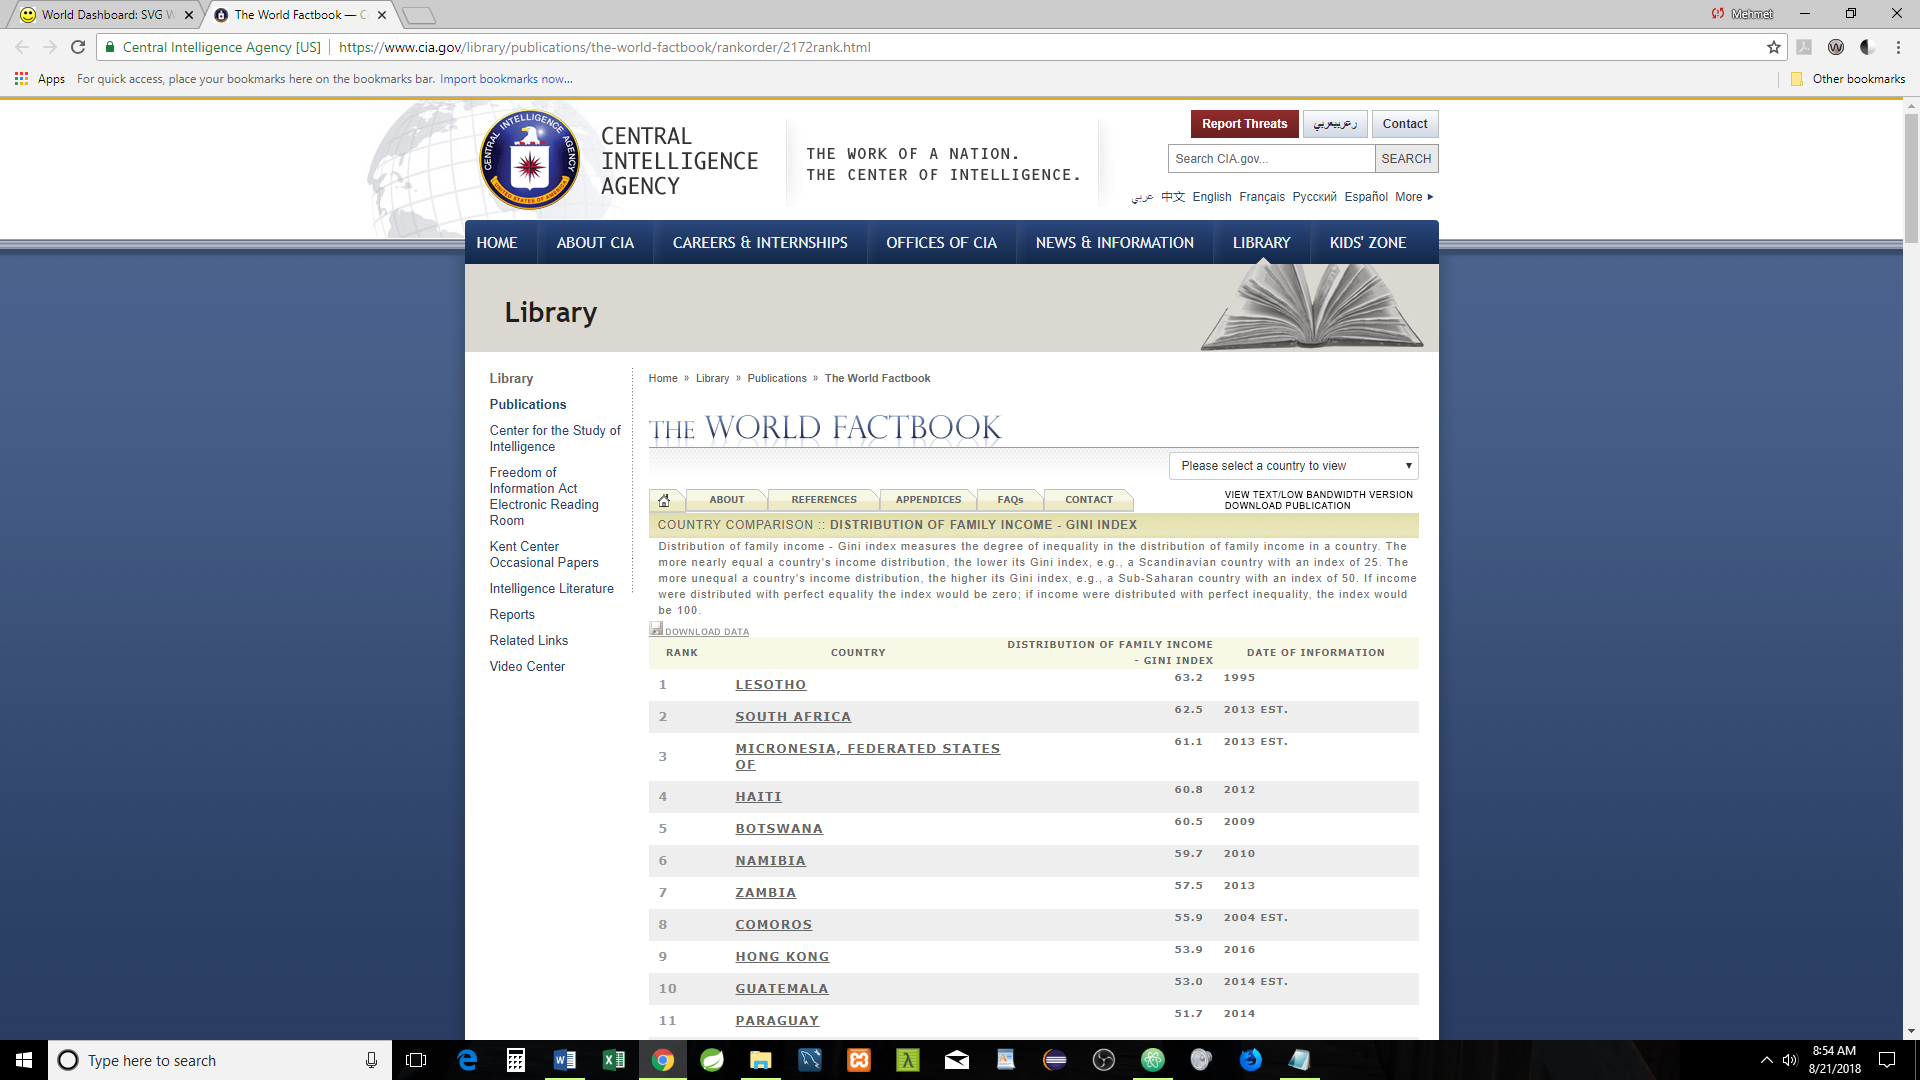 World Dashboard: SVG W
The World Factbook — C
Mehmet
Central Intelligence Agency [US]
https://www.cia.gov/library/publications/the-world-factbook/rankorder/2172rank.html
Apps
For quick access, place your bookmarks here on the bookmarks bar. Import bookmarks now...
Other bookmarks
CENTRAL INTELLIGENCE AGENCY
UNITED STATES OF AMERICA
CENTRAL
INTELLIGENCE
AGENCY
THE WORK OF A NATION.
THE CENTER OF INTELLIGENCE.
Report Threats
Contact
Search CIA.gov...
SEARCH
عربي 中文 English Français Русский Español More
HOME
ABOUT CIA
CAREERS & INTERNSHIPS
OFFICES OF CIA
NEWS & INFORMATION
LIBRARY
KIDS' ZONE
Library
Library
Publications
Center for the Study of
Intelligence
Freedom of
Information Act
Electronic Reading
Room
Kent Center
Occasional Papers
Intelligence Literature
Reports
Related Links
Video Center
Home » Library » Publications » The World Factbook
THE WORLD FACTBOOK
Please select a country to view
ABOUT
REFERENCES
APPENDICES
FAQs
CONTACT
VIEW TEXT/LOW BANDWIDTH VERSION
DOWNLOAD PUBLICATION
COUNTRY COMPARISON :: DISTRIBUTION OF FAMILY INCOME - GINI INDEX
Distribution of family income - Gini index measures the degree of inequality in the distribution of family income in a country. The
more nearly equal a country's income distribution, the lower its Gini index, e.g., a Scandinavian country with an index of 25. The
more unequal a country's income distribution, the higher its Gini index, e.g., a Sub-Saharan country with an index of 50. If income
were distributed with perfect equality the index would be zero; if income were distributed with perfect inequality, the index would
be 100.
DOWNLOAD DATA
RANK COUNTRY DISTRIBUTION OF FAMILY INCOME
- GINI INDEX DATE OF INFORMATION
1 LESOTHO 63.2 1995
2 SOUTH AFRICA 62.5 2013 EST.
3 MICRONESIA, FEDERATED STATES
OF 61.1 2013 EST.
4 HAITI 60.8 2012
5 BOTSWANA 60.5 2009
6 NAMIBIA 59.7 2010
7 ZAMBIA 57.5 2013
8 COMOROS 55.9 2004 EST.
9 HONG KONG 53.9 2016
10 GUATEMALA 53.0 2014 EST.
11 PARAGUAY 51.7 2014
Type here to search
8:54 AM
8/21/2018